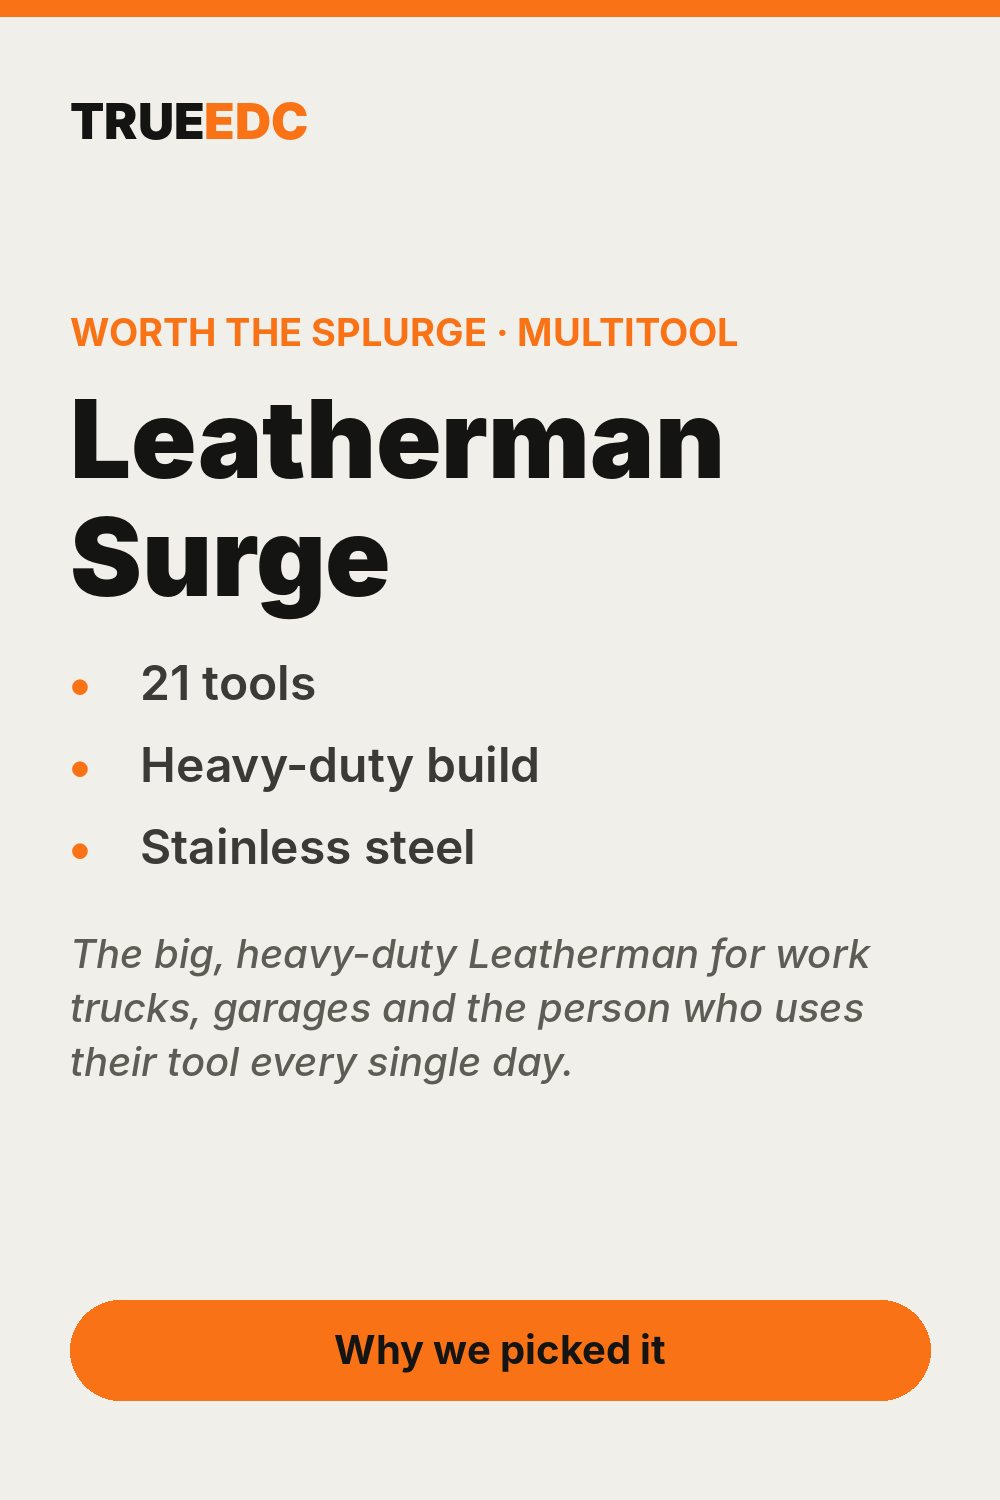 TRUEEDC
WORTH THE SPLURGE · MULTITOOL
Leatherman
Surge
• 21 tools
• Heavy-duty build
• Stainless steel
The big, heavy-duty Leatherman for work
trucks, garages and the person who uses
their tool every single day.
Why we picked it